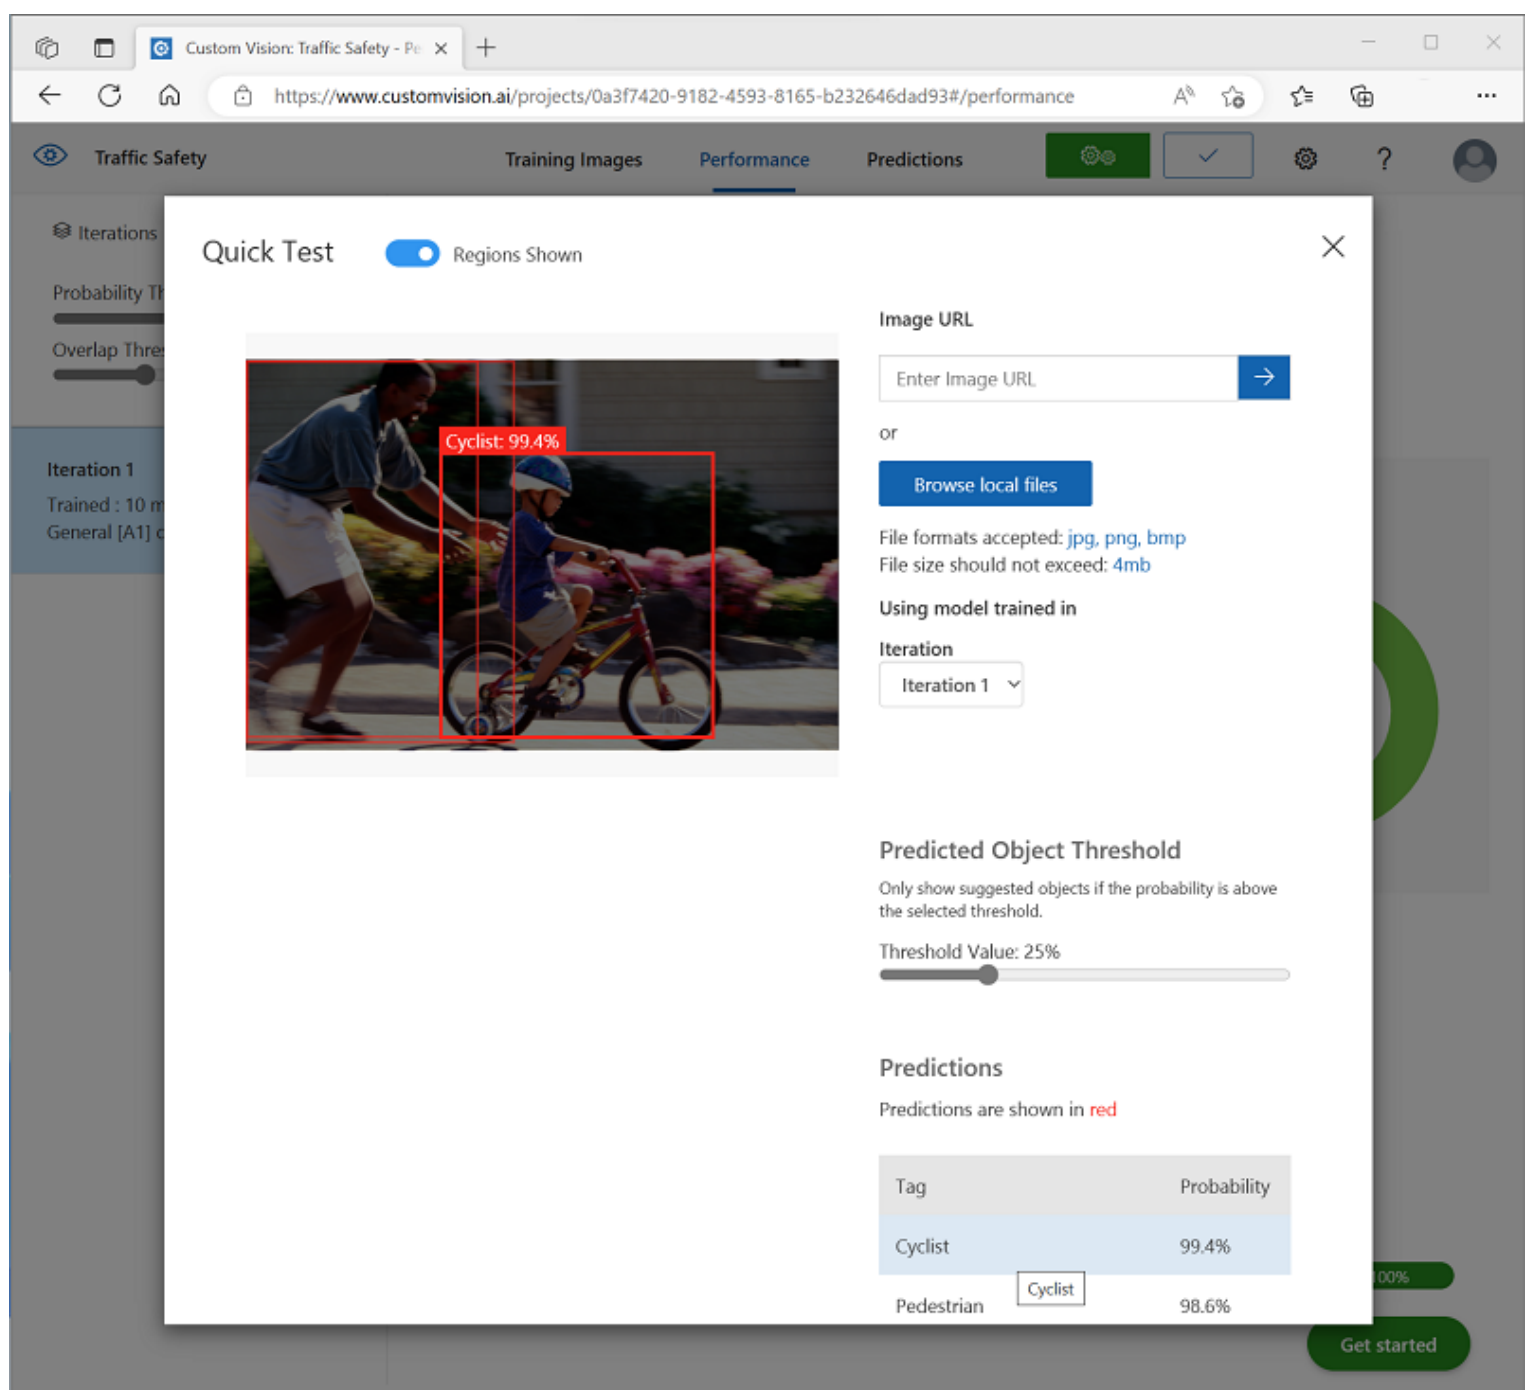 Custom Vision: Traffic Safety - Pe
https://www.customvision.ai/projects/0a3f7420-9182-4593-8165-b232646dad93#/performance
Traffic Safety
Training Images
Performance
Predictions
Iterations
Probability Th
Overlap Thres
Iteration 1
Trained : 10 m
General [A1] c
Quick Test
Regions Shown
Cyclist: 99.4%
Image URL
Enter Image URL
or
Browse local files
File formats accepted: jpg, png, bmp
File size should not exceed: 4mb
Using model trained in
Iteration
Iteration 1
Predicted Object Threshold
Only show suggested objects if the probability is above
the selected threshold.
Threshold Value: 25%
Predictions
Predictions are shown in red
Tag Probability
Cyclist 99.4%
Cyclist
Pedestrian 98.6%
100%
Get started